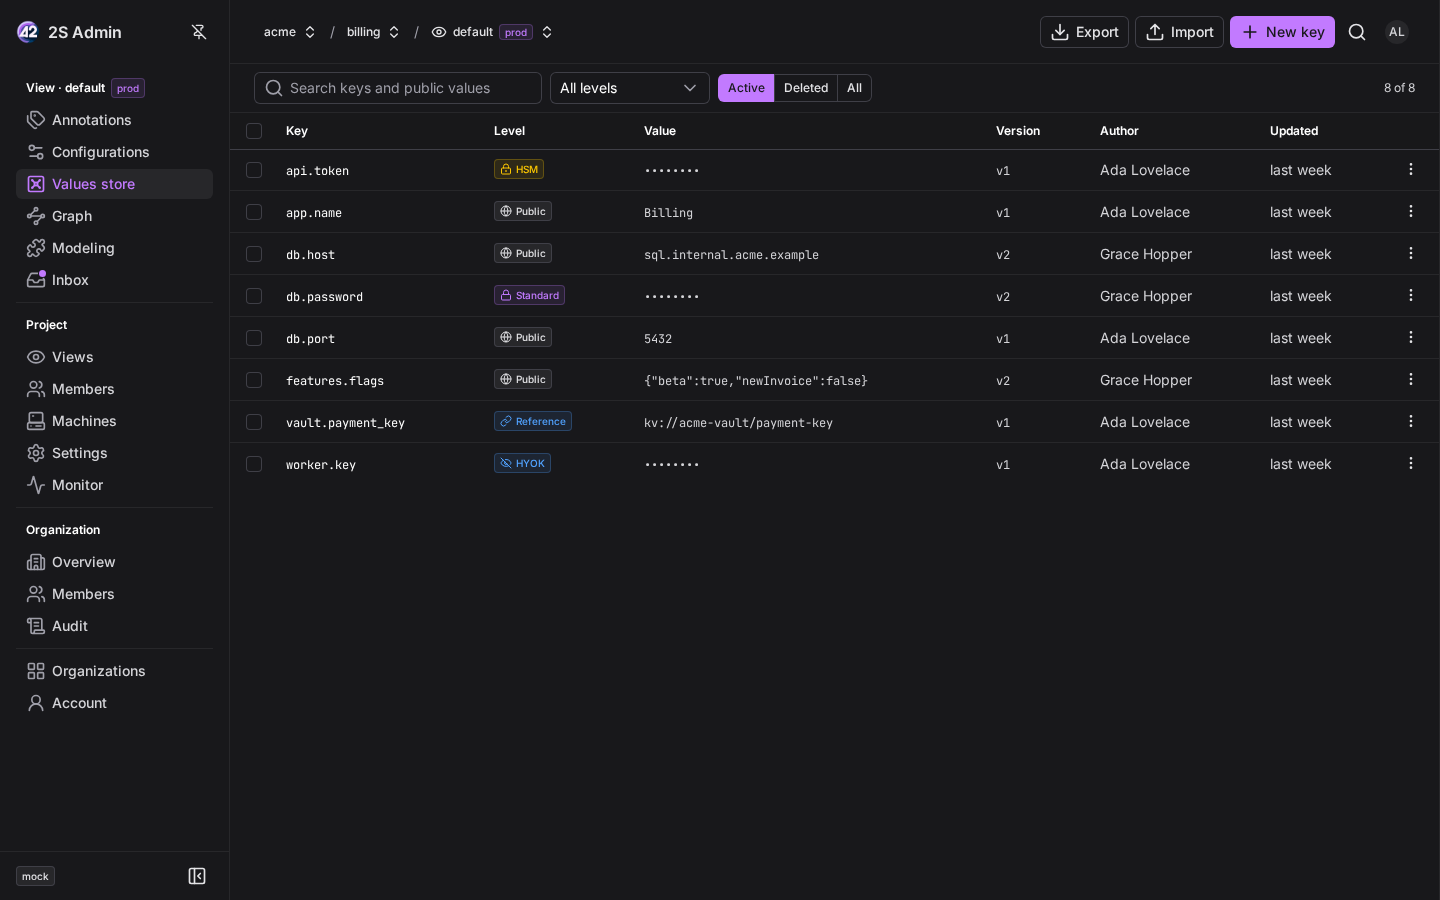 2S Admin
acme / billing / default prod
Export
Import
New key
AL
View · default prod
Annotations
Configurations
Values store
Graph
Modeling
Inbox
Project
Views
Members
Machines
Settings
Monitor
Organization
Overview
Members
Audit
Organizations
Account
mock
Search keys and public values
All levels
Active Deleted All
8 of 8
Key Level Value Version Author Updated
api.token HSM •••••••• v1 Ada Lovelace last week
app.name Public Billing v1 Ada Lovelace last week
db.host Public sql.internal.acme.example v2 Grace Hopper last week
db.password Standard •••••••• v2 Grace Hopper last week
db.port Public 5432 v1 Ada Lovelace last week
features.flags Public {"beta":true,"newInvoice":false} v2 Grace Hopper last week
vault.payment_key Reference kv://acme-vault/payment-key v1 Ada Lovelace last week
worker.key HYOK •••••••• v1 Ada Lovelace last week